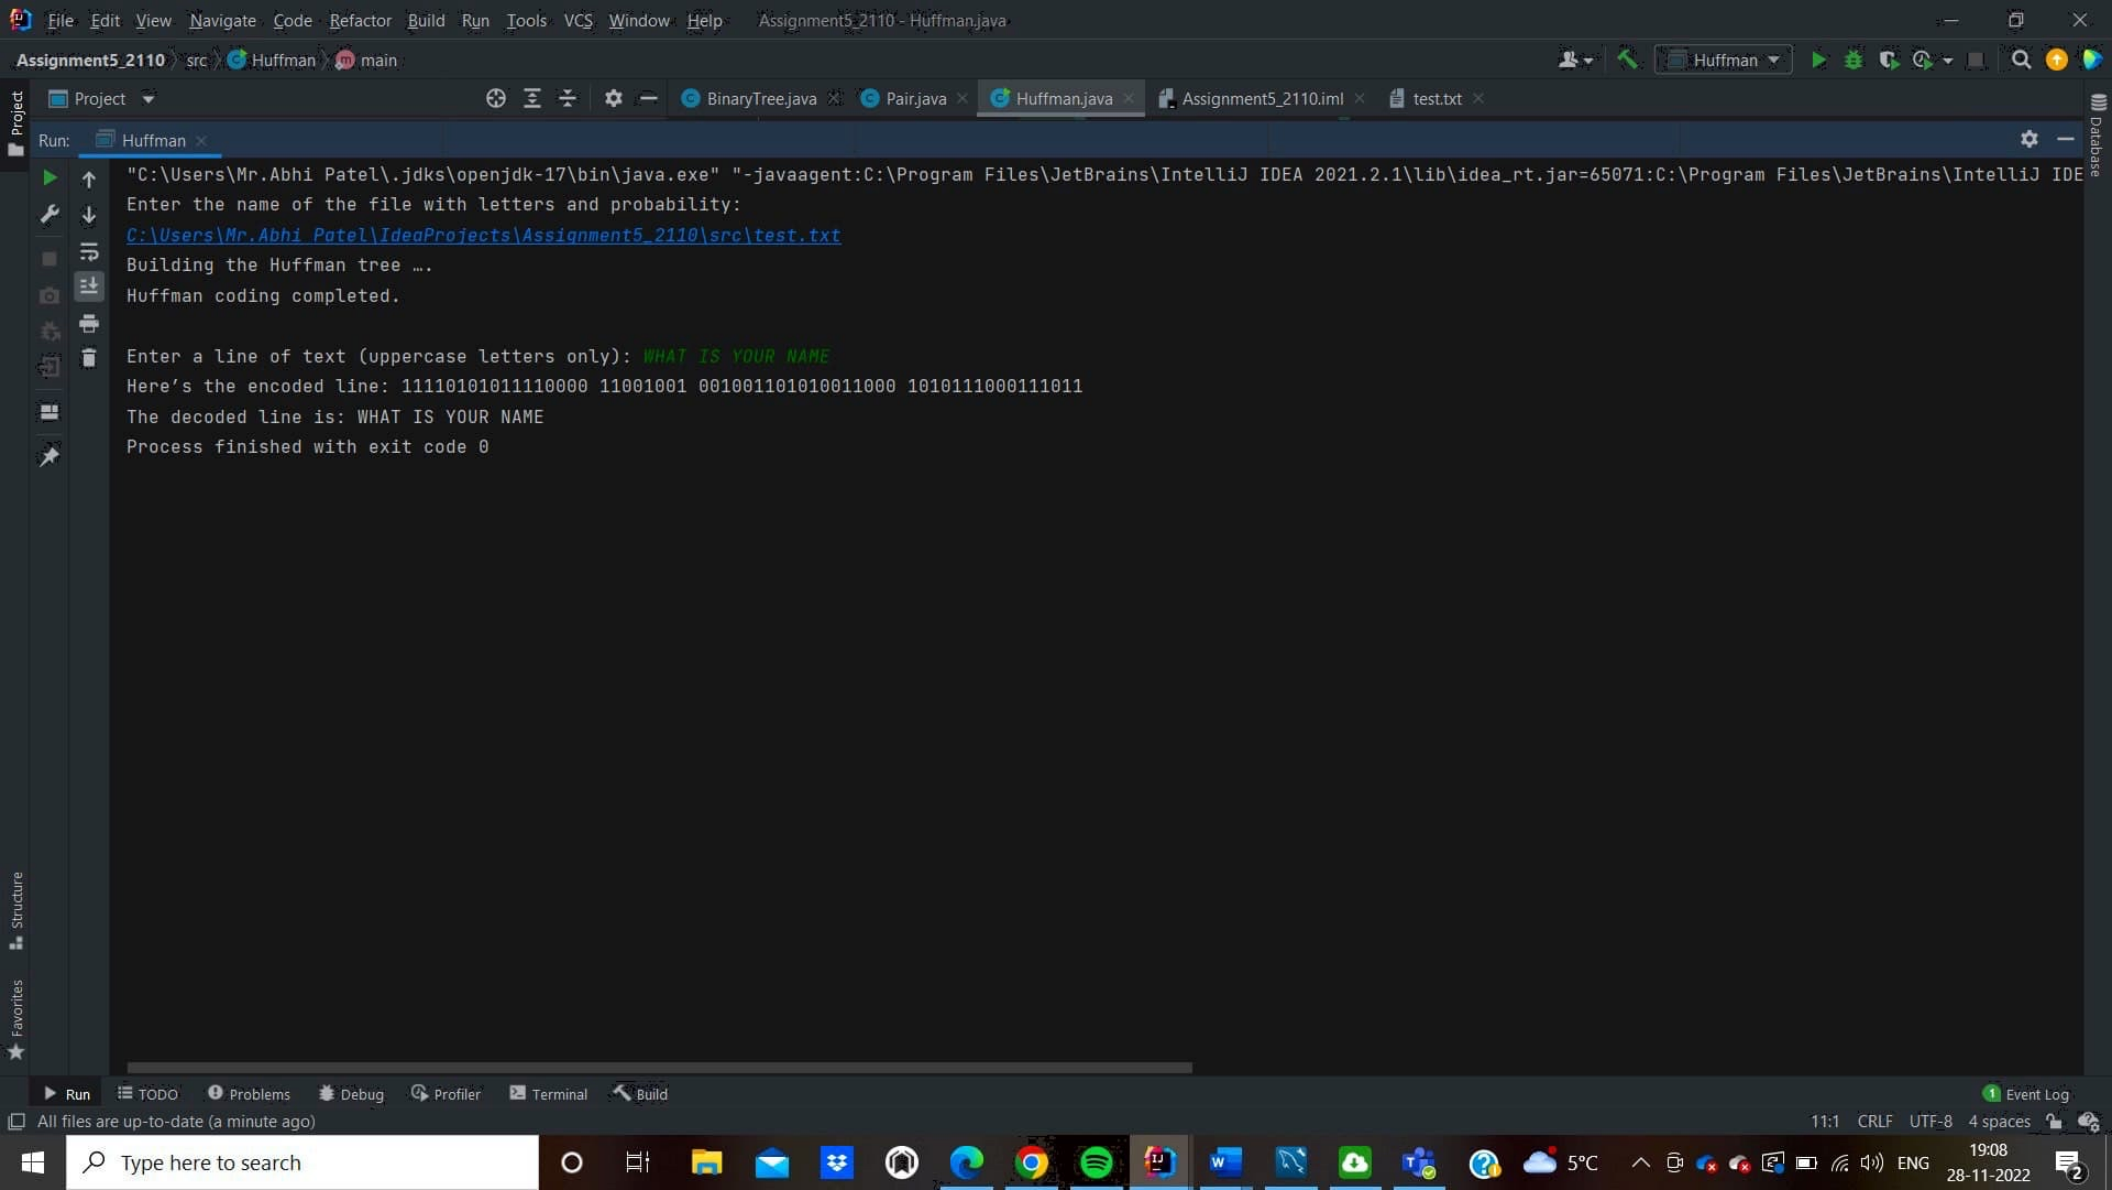 File Edit View Navigate Code Refactor Build Run Tools VCS Window Help Assignment5_2110 - Huffman.java
Assignment5_2110 src Huffman main Huffman
Project BinaryTree.java Pair.java Huffman.java Assignment5_2110.iml test.txt
Project
Database
Run: Huffman
"C:\Users\Mr.Abhi Patel\.jdks\openjdk-17\bin\java.exe" "-javaagent:C:\Program Files\JetBrains\IntelliJ IDEA 2021.2.1\lib\idea_rt.jar=65071:C:\Program Files\JetBrains\IntelliJ IDE
Enter the name of the file with letters and probability:
C:\Users\Mr.Abhi Patel\IdeaProjects\Assignment5_2110\src\test.txt
Building the Huffman tree ….
Huffman coding completed.
Enter a line of text (uppercase letters only): WHAT IS YOUR NAME
Here’s the encoded line: 11110101011110000 11001001 001001101010011000 1010111000111011
The decoded line is: WHAT IS YOUR NAME
Process finished with exit code 0
Structure
Favorites
Run TODO Problems Debug Profiler Terminal Build 1 Event Log
All files are up-to-date (a minute ago) 11:1 CRLF UTF-8 4 spaces
Type here to search 5°C ENG 19:08
28-11-2022 2